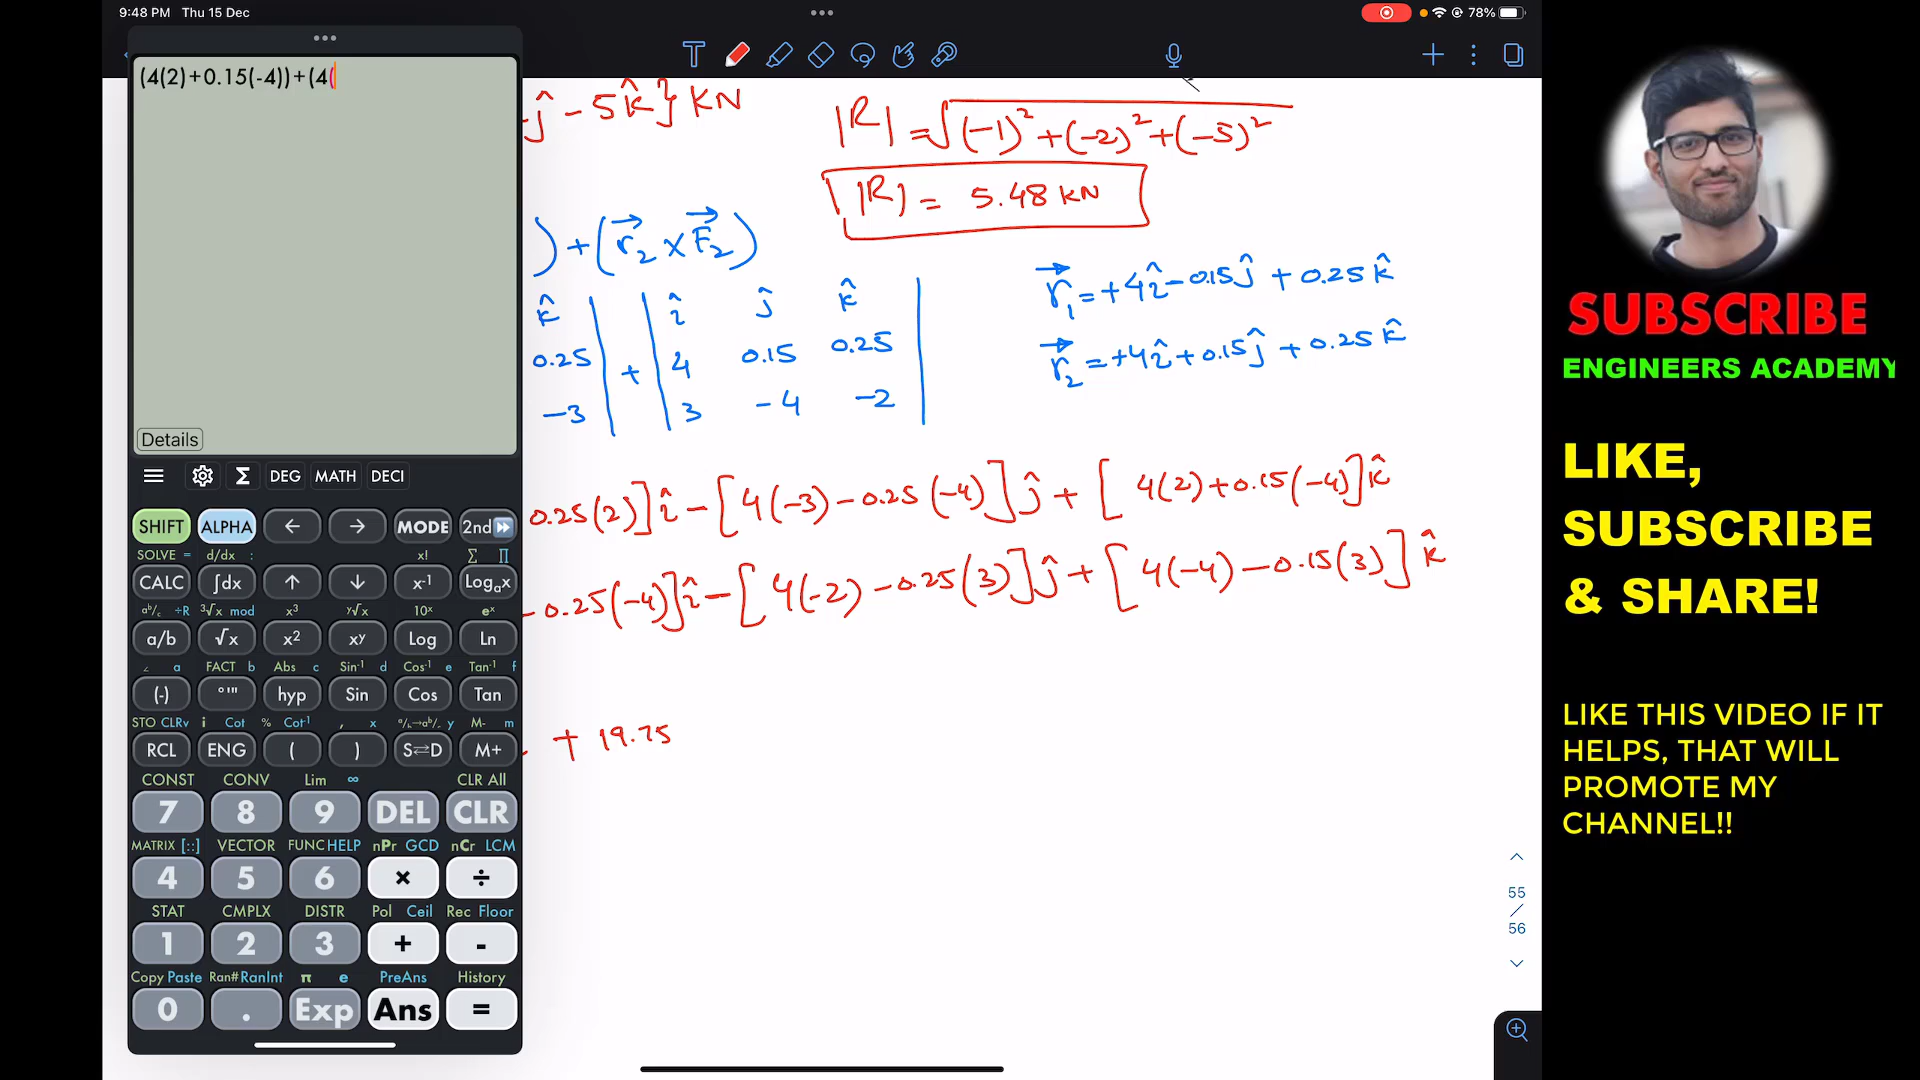 9:48 PM Thu 15 Dec
78%
(4(2)+0.15(-4))+(4(
ĵ - 5k̂} KN
|R| = √(-1)² + (-2)² + (-5)²
|R| = 5.48 KN
) + (r⃗₂ × F⃗₂)
k̂ | | î ĵ k̂
0.25 | + | 4 0.15 0.25
-3 | | 3 -4 -2
r⃗₁ = +4î - 0.15ĵ + 0.25k̂
r⃗₂ = +4î + 0.15ĵ + 0.25k̂
0.25(2)]î - [4(-3) - 0.25(-4)]ĵ + [4(2) + 0.15(-4)]k̂
- 0.25(-4)]î - [4(-2) - 0.25(3)]ĵ + [4(-4) - 0.15(3)]k̂
+ 19.75
Details
DEG MATH DECI
SHIFT ALPHA ← → MODE 2nd
SOLVE = d/dx : x! Σ Π
CALC ∫dx ↑ ↓ x⁻¹ Logₐx
aᵇ/c ÷R ³√x mod x³ ʸ√x 10ˣ eˣ
a/b √x x² xʸ Log Ln
∠ a FACT b Abs c Sin⁻¹ d Cos⁻¹ e Tan⁻¹ f
(-) °'" hyp Sin Cos Tan
STO CLRv i Cot % Cot⁻¹ , x ᵃ/ᵦ→aᵇ/c y M- m
RCL ENG ( ) S⇄D M+
CONST CONV Lim ∞ CLR All
7 8 9 DEL CLR
MATRIX [::] VECTOR FUNC HELP nPr GCD nCr LCM
4 5 6 × ÷
STAT CMPLX DISTR Pol Ceil Rec Floor
1 2 3 + -
Copy Paste Ran# RanInt π e PreAns History
0 . Exp Ans =
55
/
56
SUBSCRIBE
ENGINEERS ACADEMY
LIKE,
SUBSCRIBE
& SHARE!
LIKE THIS VIDEO IF IT
HELPS, THAT WILL
PROMOTE MY
CHANNEL!!